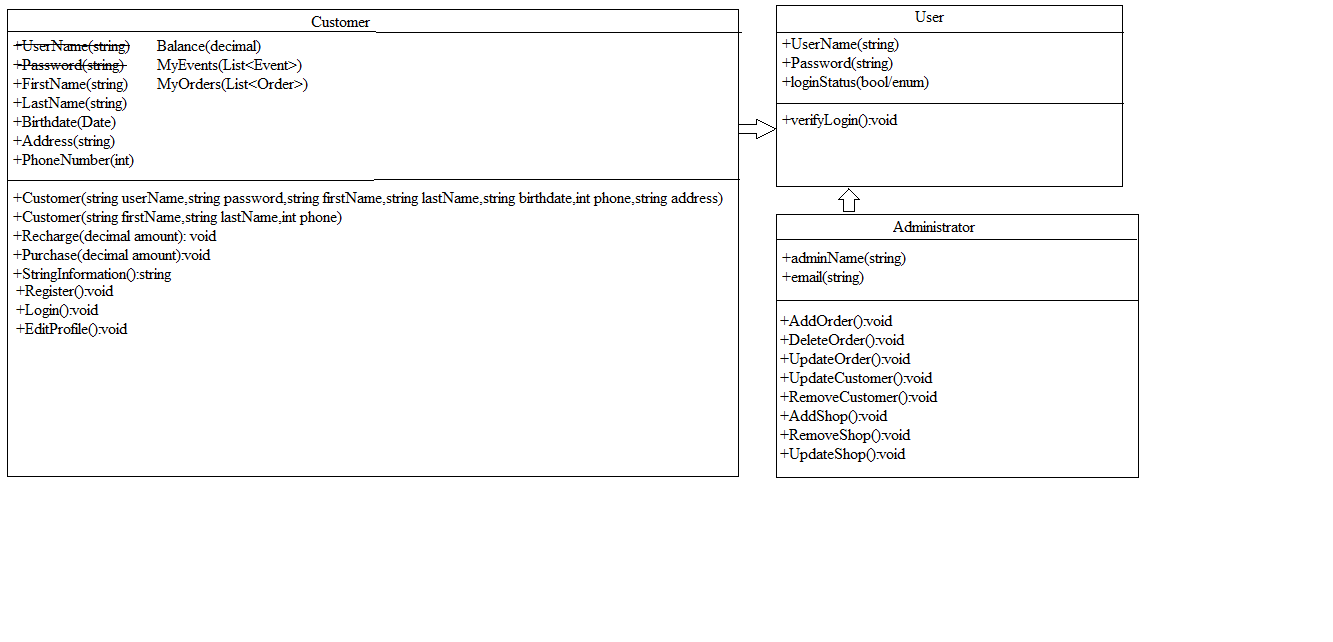 Customer
+UserName(string) Balance(decimal)
+Password(string) MyEvents(List<Event>)
+FirstName(string) MyOrders(List<Order>)
+LastName(string)
+Birthdate(Date)
+Address(string)
+PhoneNumber(int)
+Customer(string userName,string password,string firstName,string lastName,string birthdate,int phone,string address)
+Customer(string firstName,string lastName,int phone)
+Recharge(decimal amount): void
+Purchase(decimal amount):void
+StringInformation():string
+Register():void
+Login():void
+EditProfile():void
User
+UserName(string)
+Password(string)
+loginStatus(bool/enum)
+verifyLogin():void
Administrator
+adminName(string)
+email(string)
+AddOrder():void
+DeleteOrder():void
+UpdateOrder():void
+UpdateCustomer():void
+RemoveCustomer():void
+AddShop():void
+RemoveShop():void
+UpdateShop():void